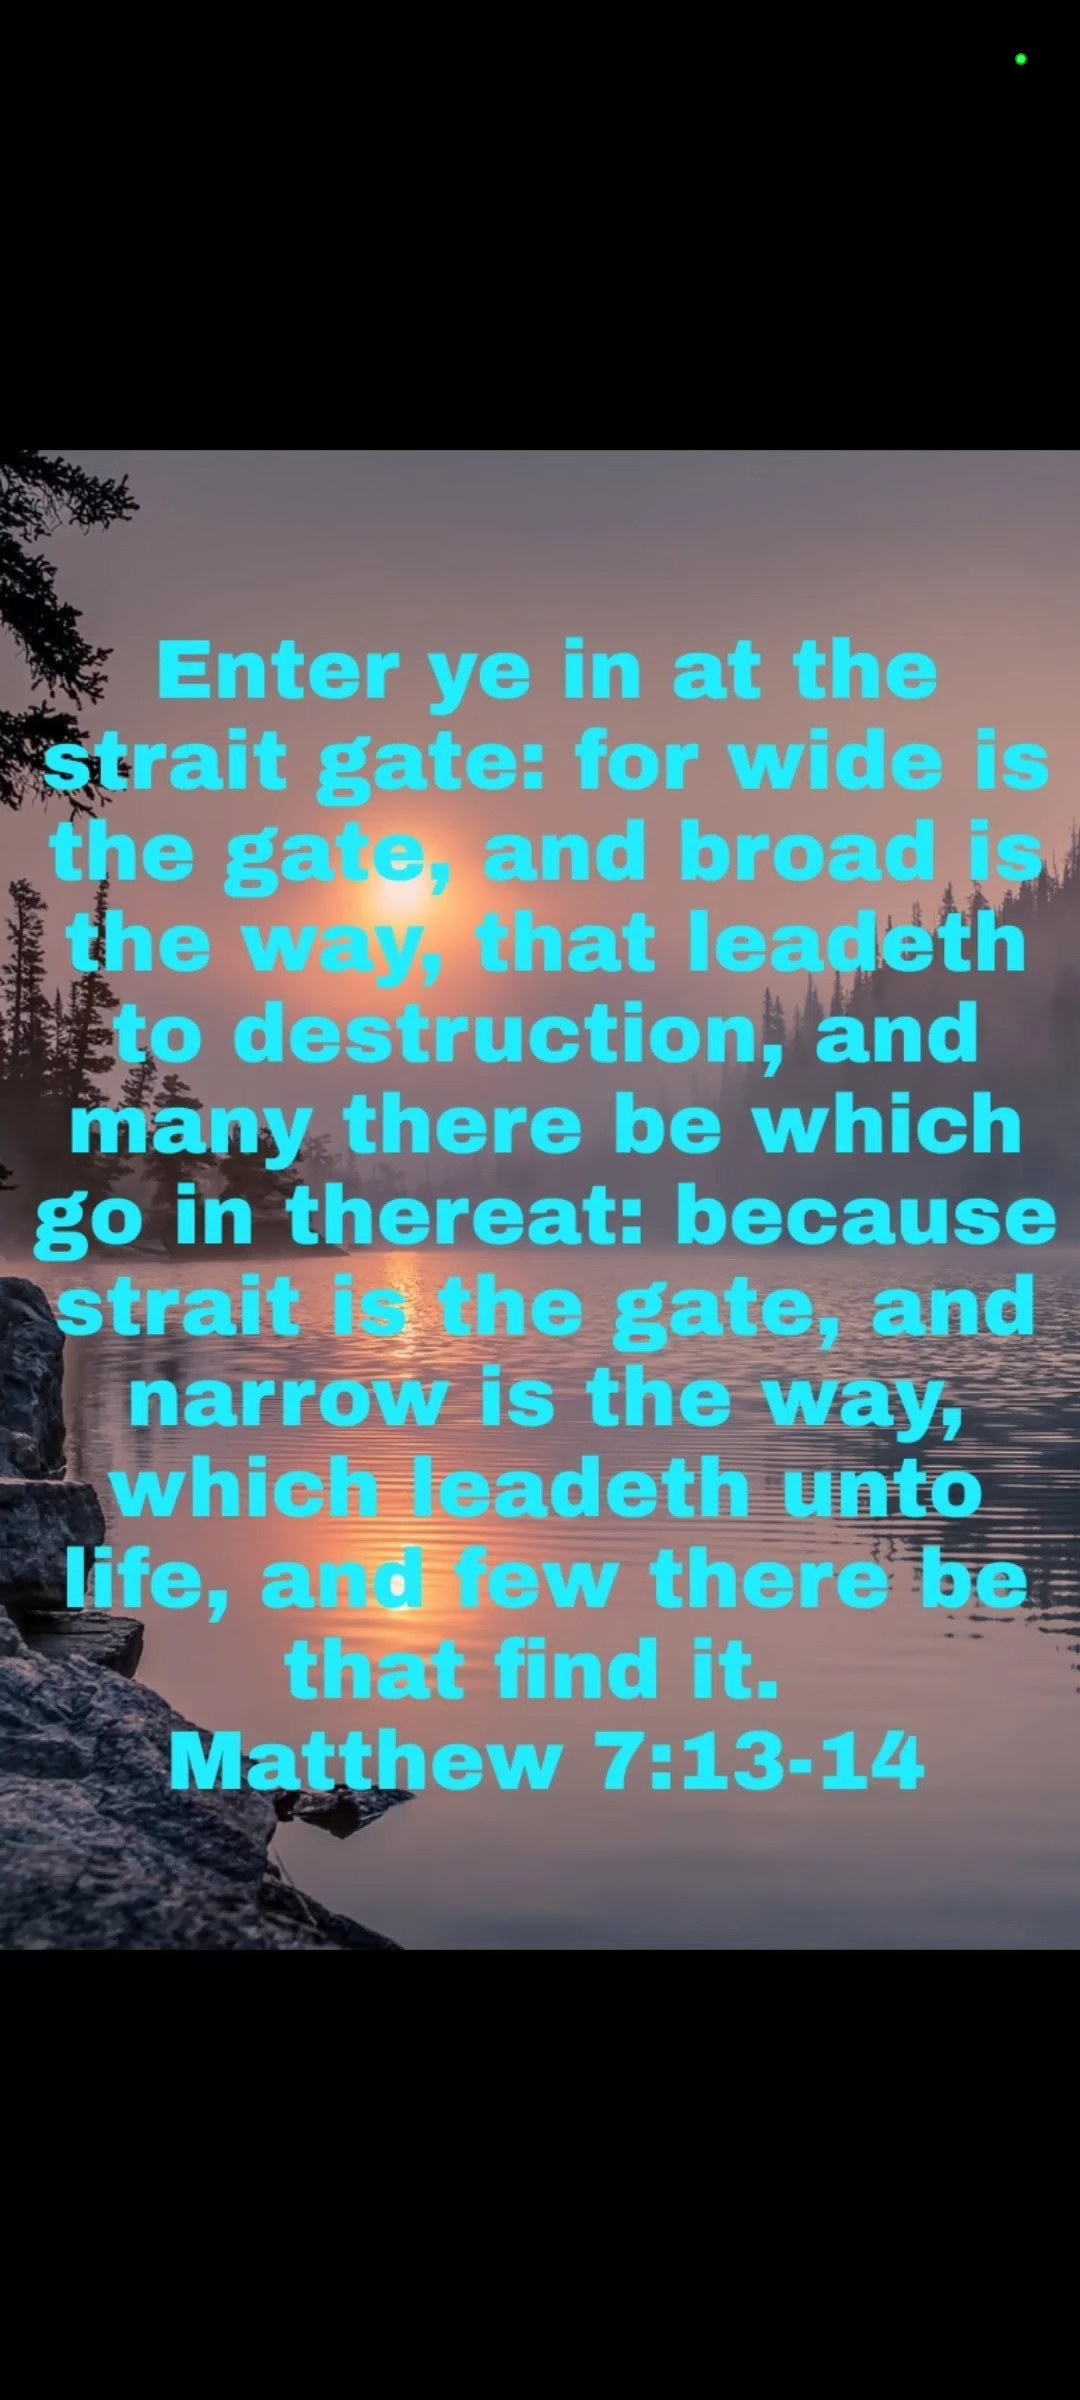 Enter ye in at the
strait gate: for wide is
the gate, and broad is
the way, that leadeth
to destruction, and
many there be which
go in thereat: because
strait is the gate, and
narrow is the way,
which leadeth unto
life, and few there be
that find it.
Matthew 7:13-14